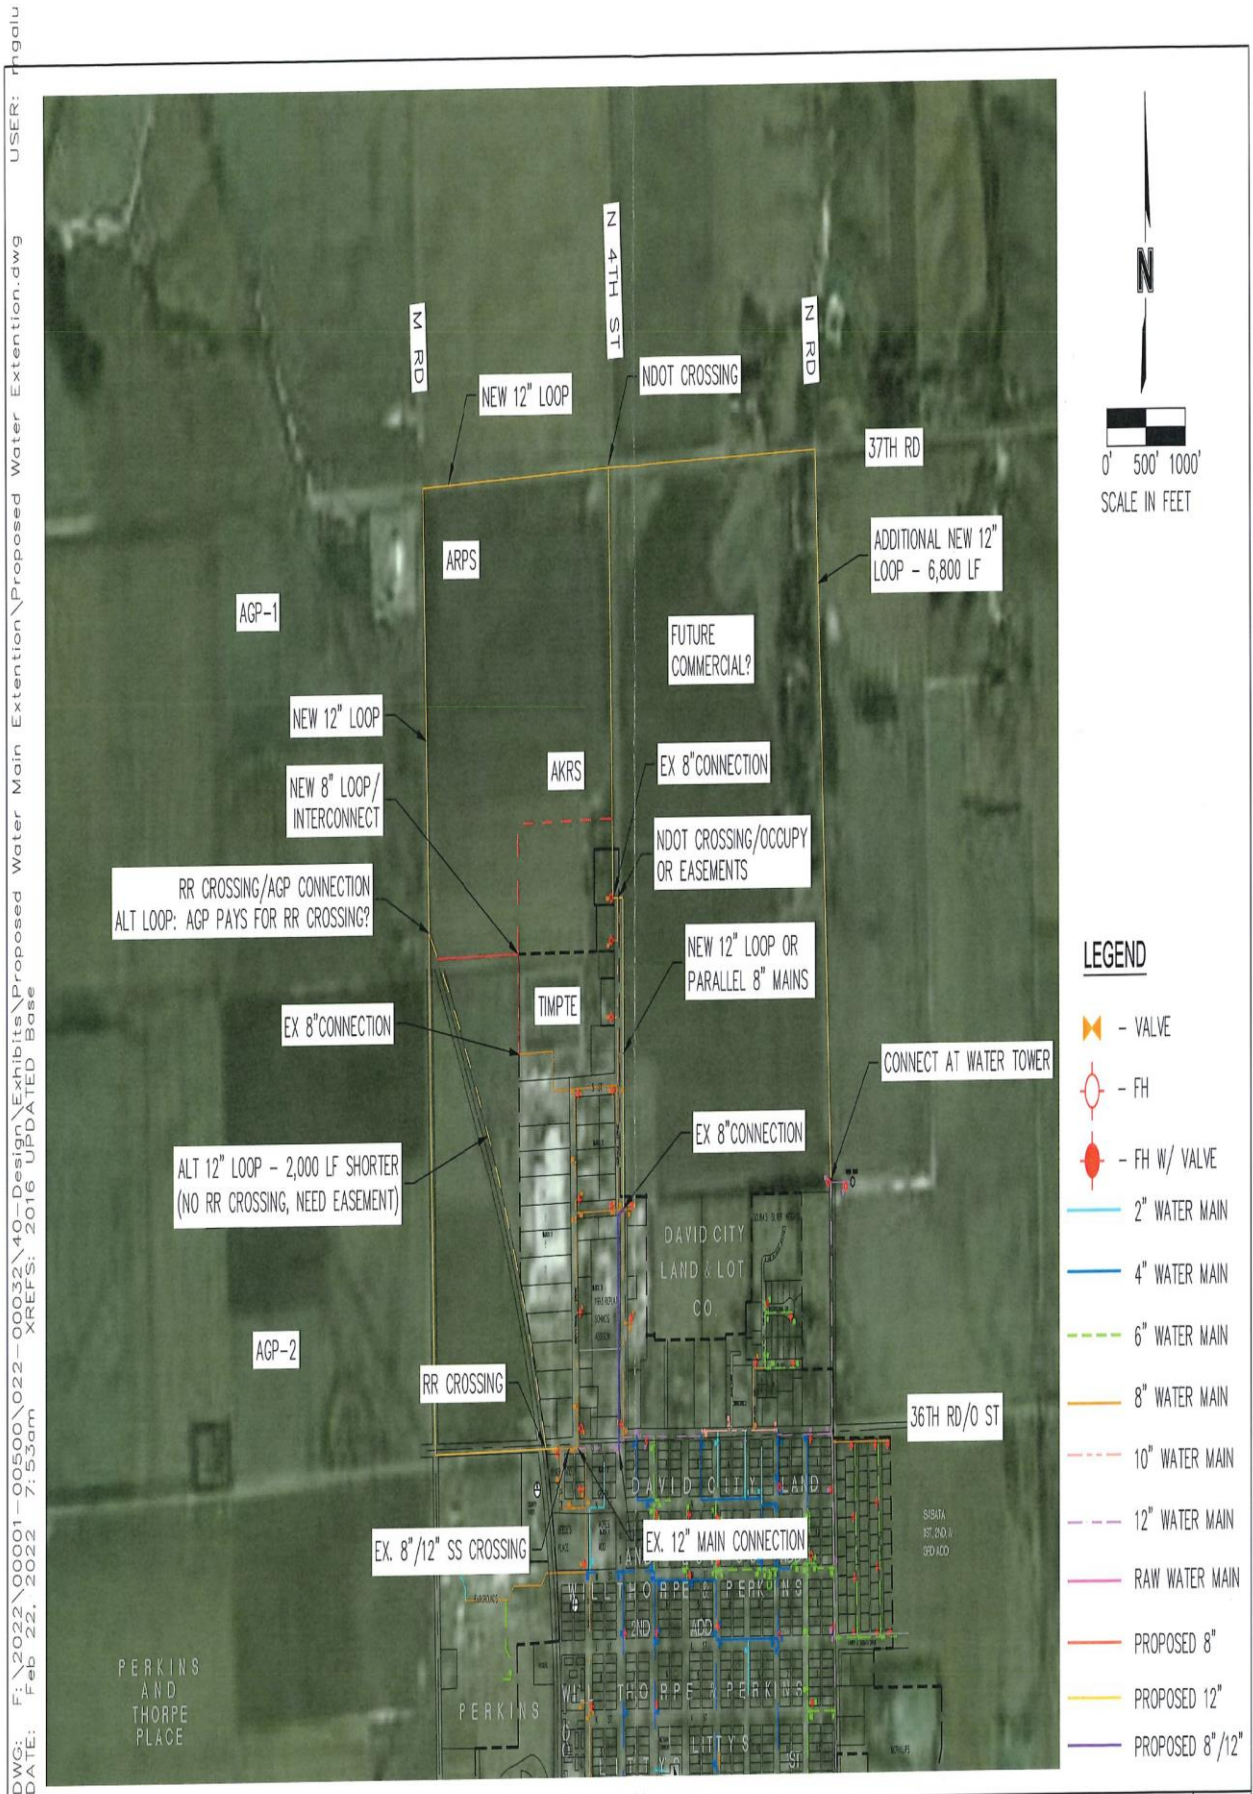 DWG: F:\2022\00001-00500\022-00032\40-Design\Exhibits\Proposed Water Main Extention\Proposed Water Extention.dwg USER: mgalu
DATE: Feb 22, 2022 7:53am XREFS: 2016 UPDATED Base
N 4TH ST
M RD
N RD
NDOT CROSSING
NEW 12" LOOP
37TH RD
N
0' 500' 1000'
SCALE IN FEET
ARPS
ADDITIONAL NEW 12"
LOOP – 6,800 LF
AGP-1
FUTURE
COMMERCIAL?
NEW 12" LOOP
EX 8"CONNECTION
AKRS
NEW 8" LOOP/
INTERCONNECT
NDOT CROSSING/OCCUPY
OR EASEMENTS
RR CROSSING/AGP CONNECTION
ALT LOOP: AGP PAYS FOR RR CROSSING?
NEW 12" LOOP OR
PARALLEL 8" MAINS
TIMPTE
EX 8"CONNECTION
CONNECT AT WATER TOWER
EX 8"CONNECTION
ALT 12" LOOP – 2,000 LF SHORTER
(NO RR CROSSING, NEED EASEMENT)
DAVID CITY
LAND & LOT
CO.
AGP-2
RR CROSSING
36TH RD/O ST
DAVID CITY LAND
EX. 8"/12" SS CROSSING
EX. 12" MAIN CONNECTION
SABATA
1ST, 2ND, &
3RD ADD
WILL THORPE & PERKINS
2ND ADD
PERKINS
AND
THORPE
PLACE
PERKINS
WILL THORPE & PERKINS
LITTYS
LITTYS
LEGEND
– VALVE
– FH
– FH W/ VALVE
2" WATER MAIN
4" WATER MAIN
6" WATER MAIN
8" WATER MAIN
10" WATER MAIN
12" WATER MAIN
RAW WATER MAIN
PROPOSED 8"
PROPOSED 12"
PROPOSED 8"/12"